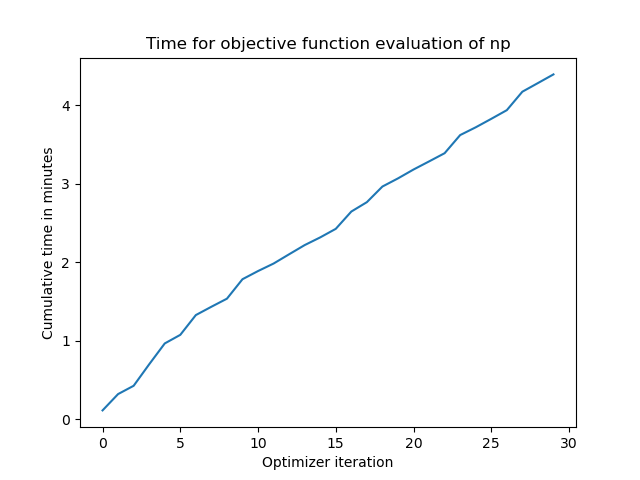 Time for objective function evaluation of np
Cumulative time in minutes
4
3
2
1
0
0 5 10 15 20 25 30
Optimizer iteration